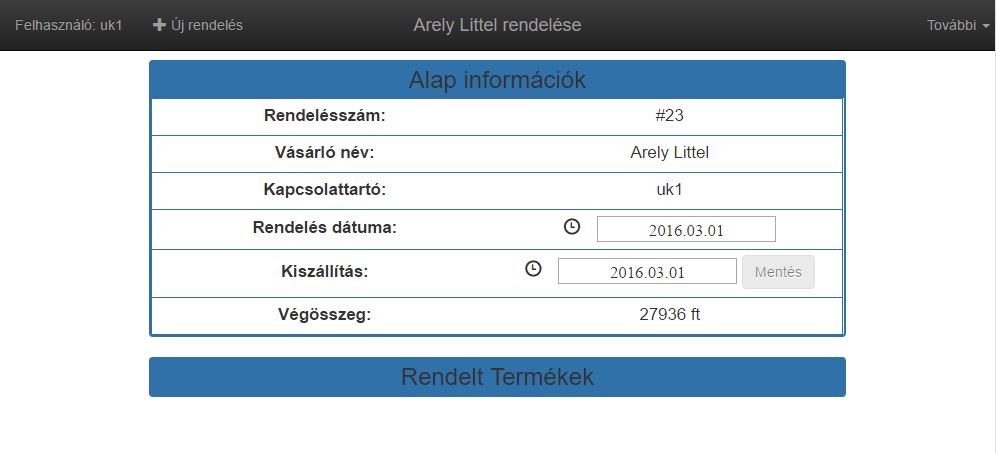 Felhasználó: uk1 Új rendelés Arely Littel rendelése További
Alap információk
Rendelésszám: #23
Vásárló név: Arely Littel
Kapcsolattartó: uk1
Rendelés dátuma: 2016.03.01
Kiszállítás: 2016.03.01 Mentés
Végösszeg: 27936 ft
Rendelt Termékek